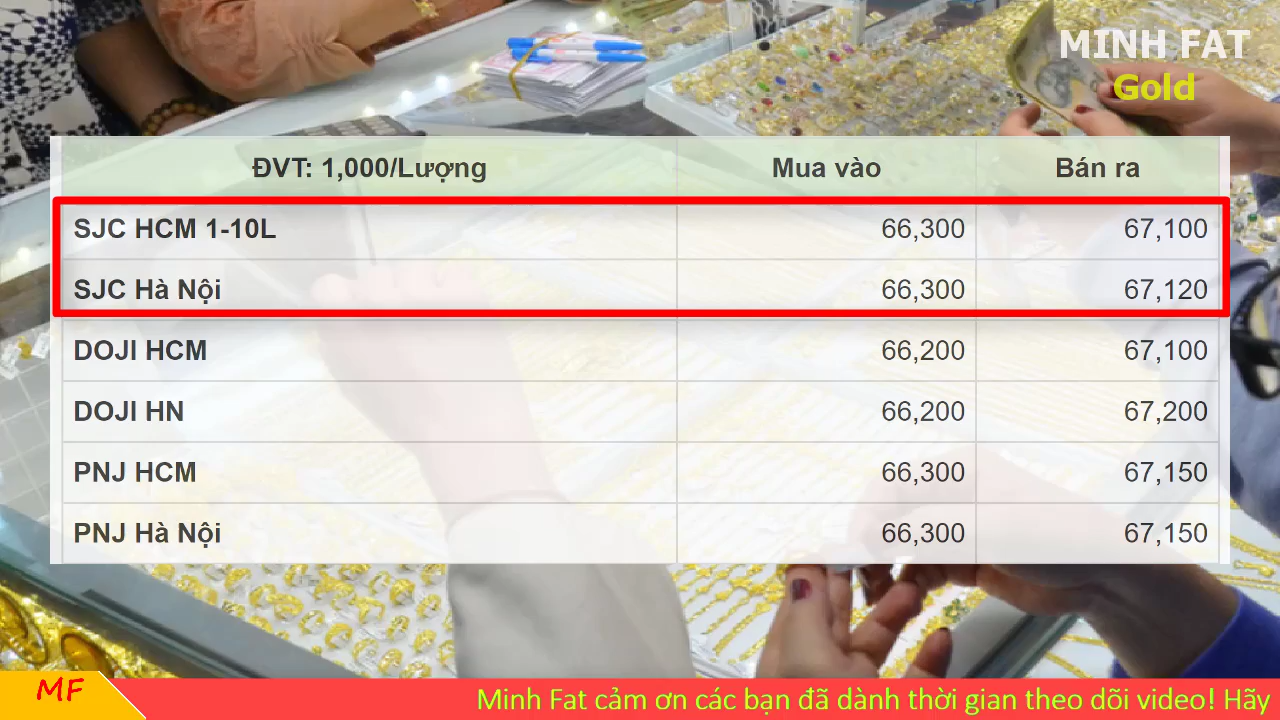 MINH FAT
Gold
ĐVT: 1,000/Lượng Mua vào Bán ra
SJC HCM 1-10L 66,300 67,100
SJC Hà Nội 66,300 67,120
DOJI HCM 66,200 67,100
DOJI HN 66,200 67,200
PNJ HCM 66,300 67,150
PNJ Hà Nội 66,300 67,150
MF Minh Fat cảm ơn các bạn đã dành thời gian theo dõi video! Hãy